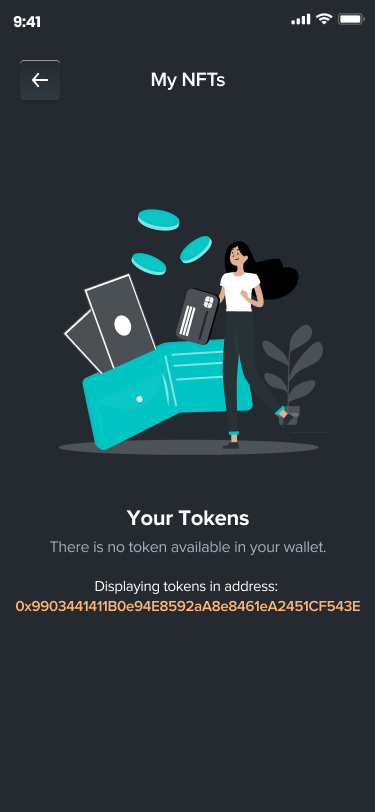 9:41
My NFTs
Your Tokens
There is no token available in your wallet.
Displaying tokens in address:
0x9903441411B0e94E8592aA8e8461eA2451CF543E